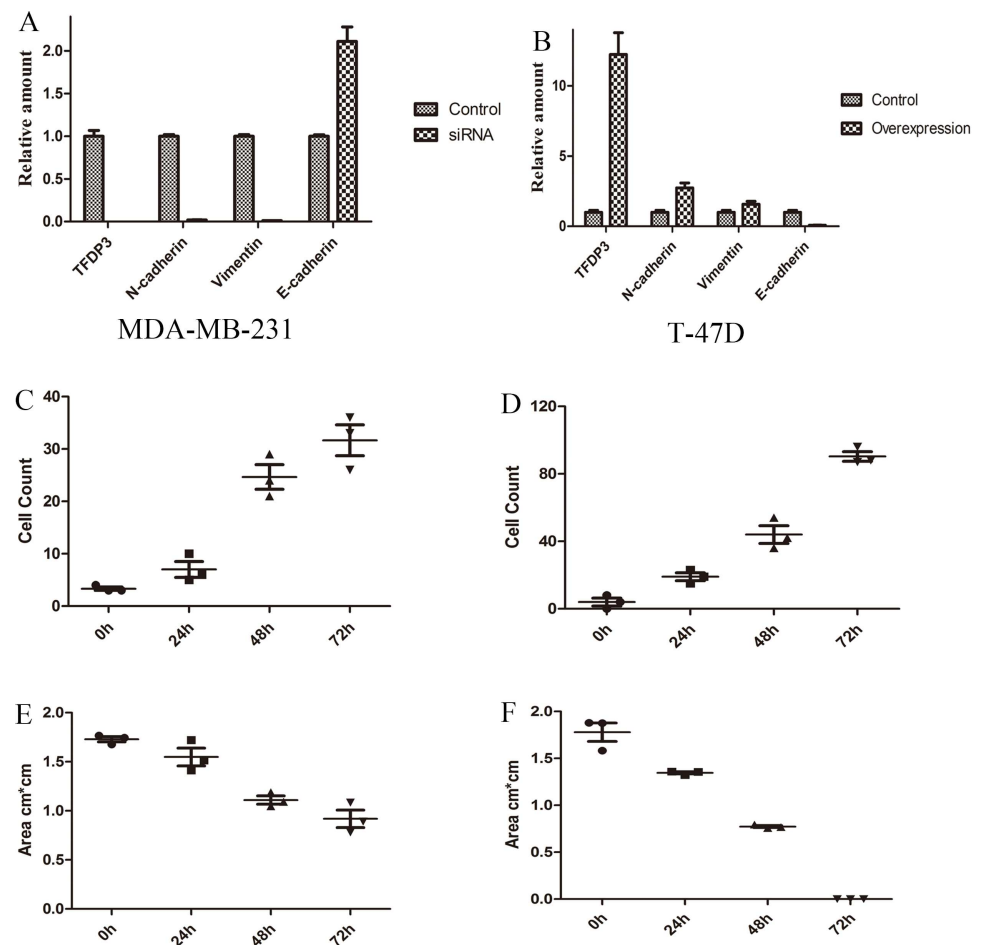 A
Relative amount
2.0
1.5
1.0
0.5
0.0
TFDP3
N-cadherin
Vimentin
E-cadherin
Control
siRNA
MDA-MB-231
B
Relative amount
10
5
0
TFDP3
N-cadherin
Vimentin
E-cadherin
Control
Overexpression
T-47D
C
Cell Count
40
30
20
10
0
0h
24h
48h
72h
D
Cell Count
120
80
40
0
0h
24h
48h
72h
E
Area cm*cm
2.0
1.5
1.0
0.5
0.0
0h
24h
48h
72h
F
Area cm*cm
2.0
1.5
1.0
0.5
0.0
0h
24h
48h
72h